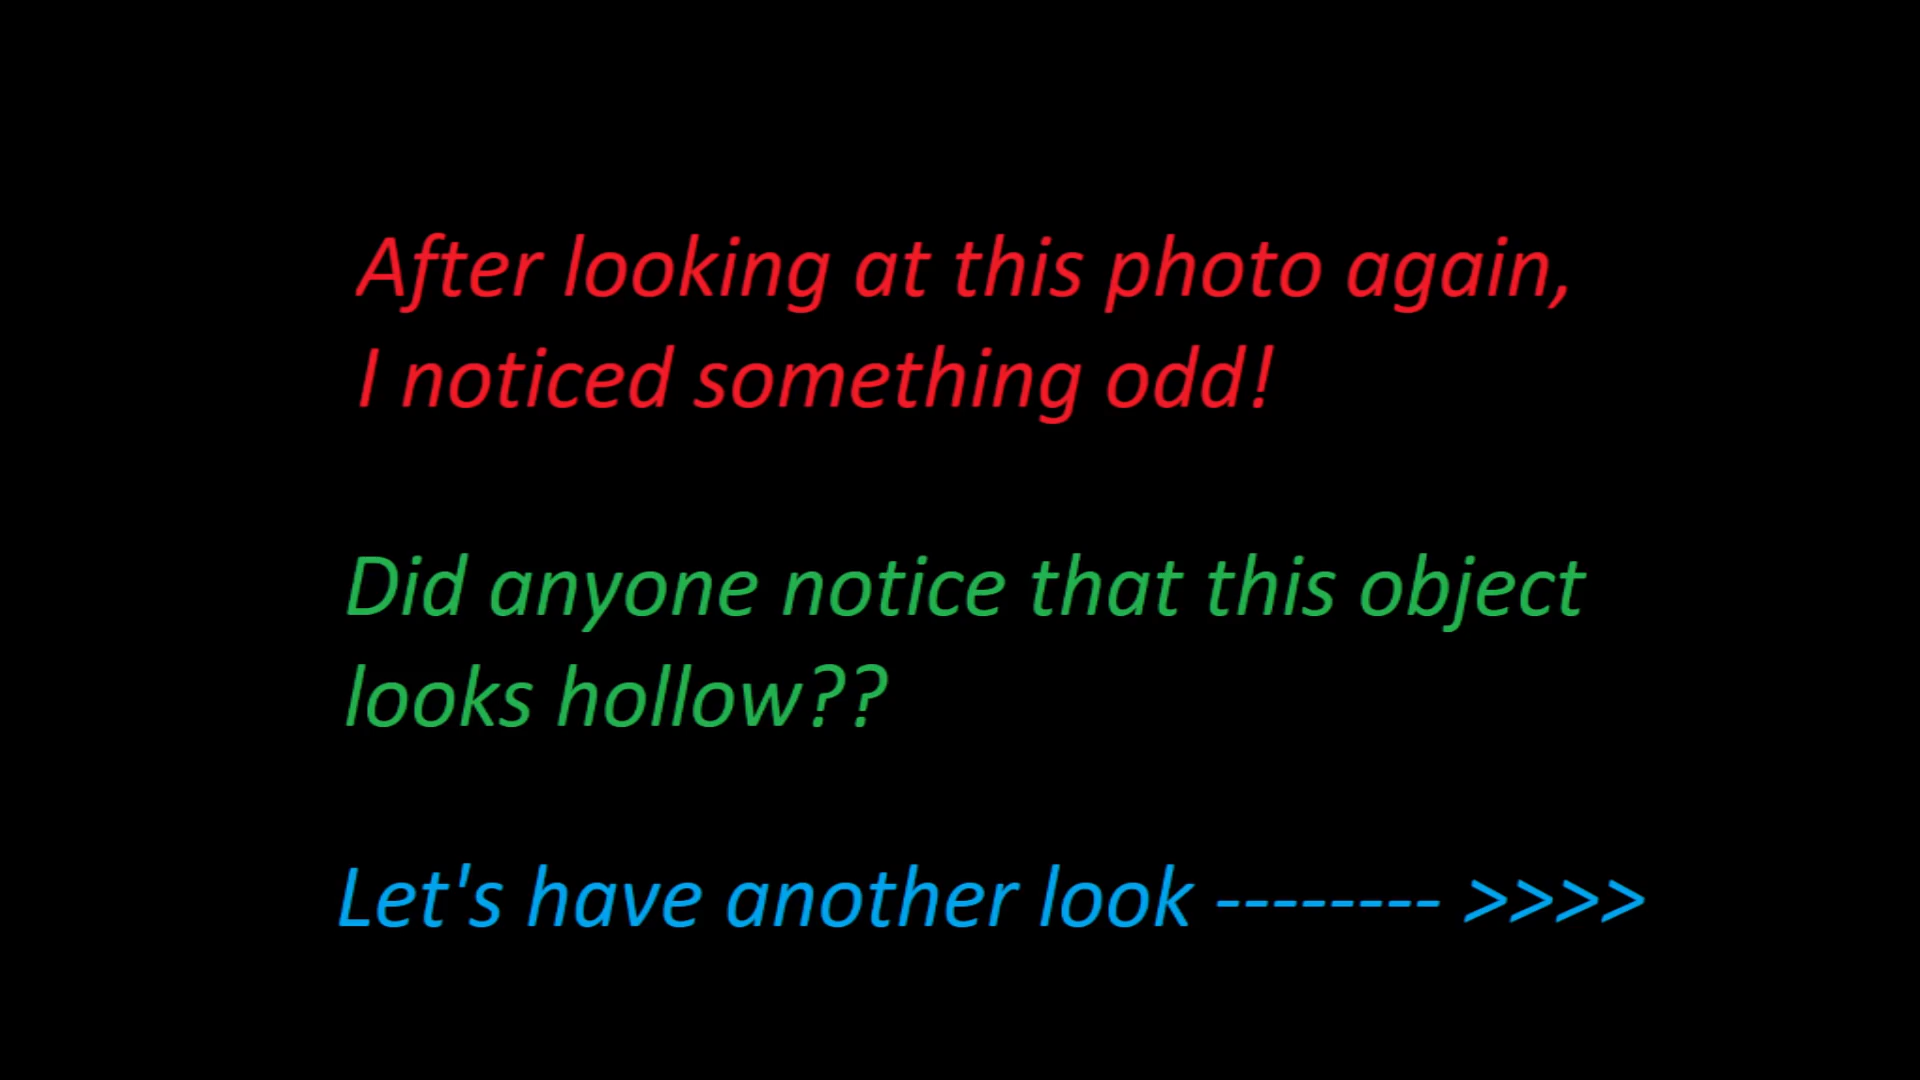 After looking at this photo again,
I noticed something odd!
Did anyone notice that this object
looks hollow??
Let's have another look -------- >>>>